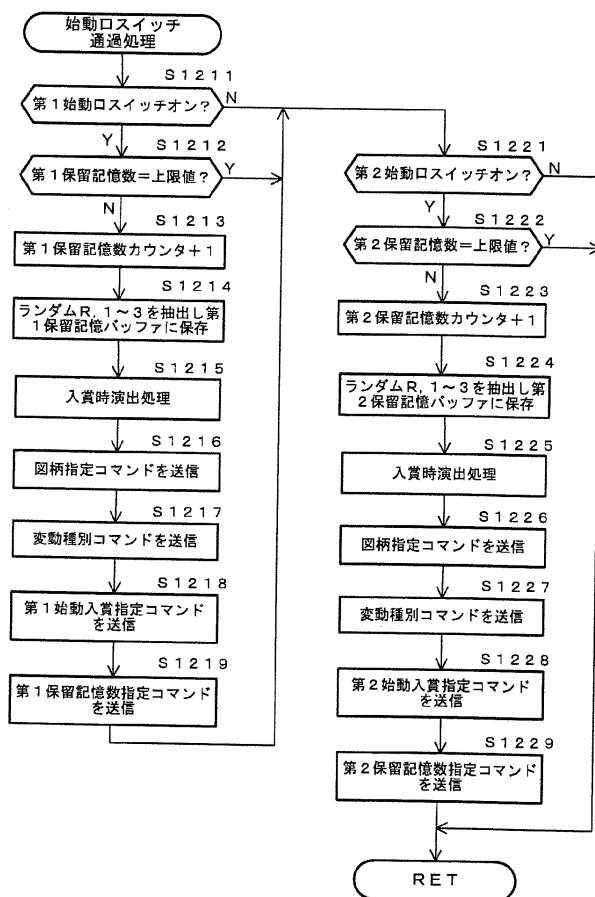 始動口スイッチ
通過処理
S1211
第1始動口スイッチオン?
N
Y
S1212
第1保留記憶数=上限値?
Y
N
S1213
第1保留記憶数カウンタ+1
S1214
ランダムR,1~3を抽出し第
1保留記憶バッファに保存
S1215
入賞時演出処理
S1216
図柄指定コマンドを送信
S1217
変動種別コマンドを送信
S1218
第1始動入賞指定コマンド
を送信
S1219
第1保留記憶数指定コマンド
を送信
S1221
第2始動口スイッチオン?
N
Y
S1222
第2保留記憶数=上限値?
Y
N
S1223
第2保留記憶数カウンタ+1
S1224
ランダムR,1~3を抽出し第
2保留記憶バッファに保存
S1225
入賞時演出処理
S1226
図柄指定コマンドを送信
S1227
変動種別コマンドを送信
S1228
第2始動入賞指定コマンド
を送信
S1229
第2保留記憶数指定コマンド
を送信
RET